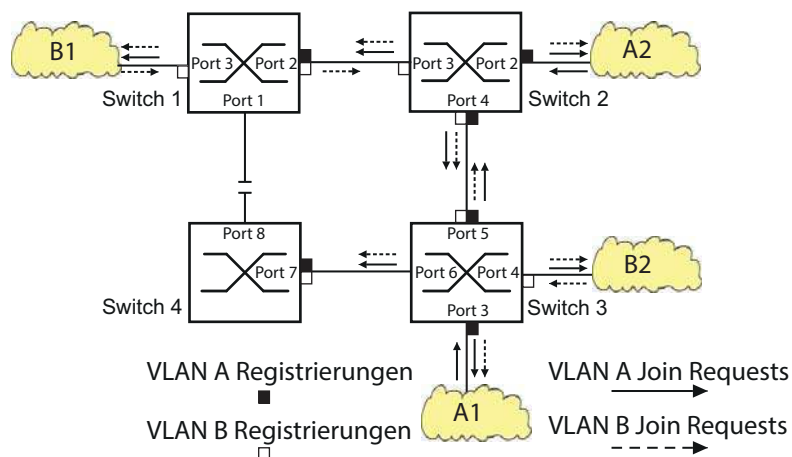 B1
Port 3 Port 2
Port 1
Switch 1
Port 3 Port 2
Port 4
Switch 2
A2
Port 8
Port 7
Switch 4
Port 5
Port 6 Port 4
Port 3
Switch 3
B2
A1
VLAN A Registrierungen
VLAN B Registrierungen
VLAN A Join Requests
VLAN B Join Requests